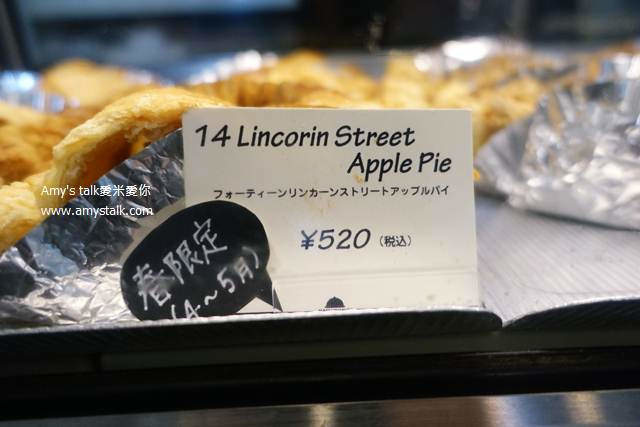 14 Lincorin Street
Apple Pie
フォーティーンリンカーンストリートアップルパイ
¥520 (税込)
春限定
(4~5月)
Amy's talk愛米愛你
www.amystalk.com